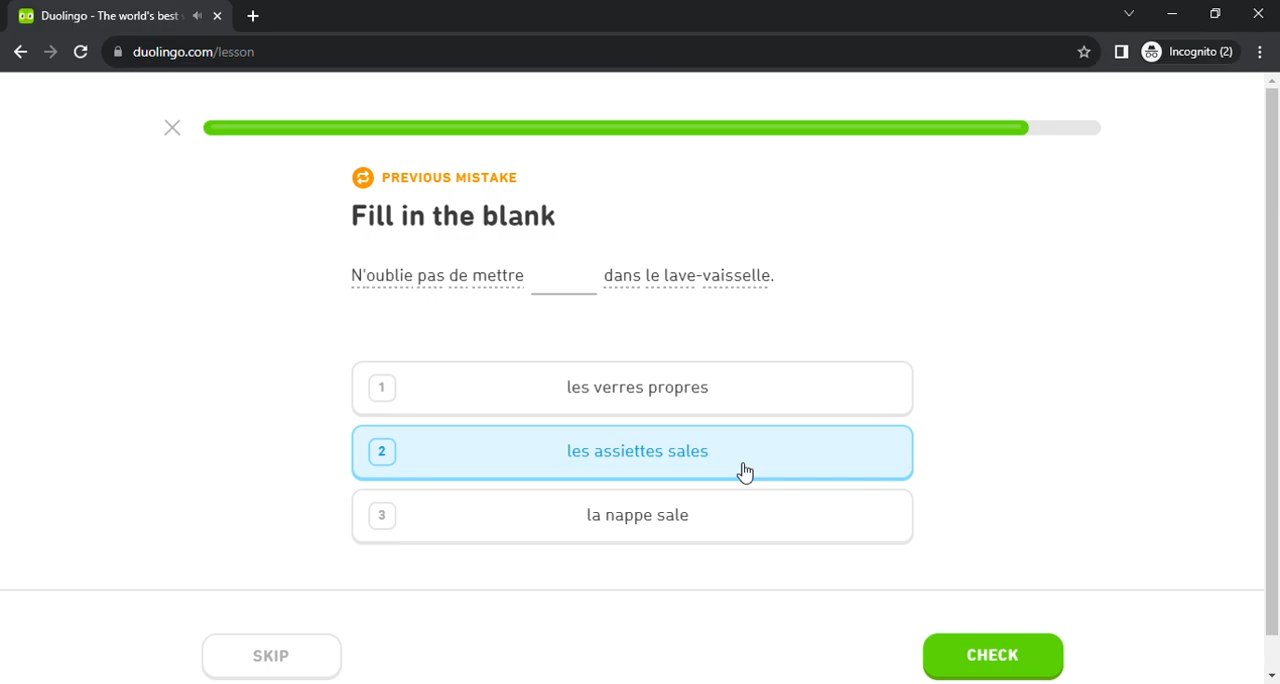 Duolingo - The world's best
duolingo.com/lesson
Incognito (2)
PREVIOUS MISTAKE
Fill in the blank
N'oublie pas de mettre ______ dans le lave-vaisselle.
1 les verres propres
2 les assiettes sales
3 la nappe sale
SKIP
CHECK